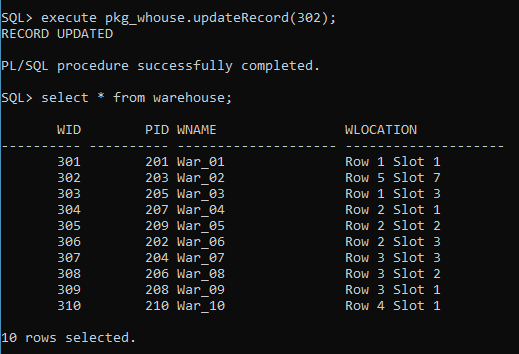 SQL> execute pkg_whouse.updateRecord(302);
RECORD UPDATED
PL/SQL procedure successfully completed.
SQL> select * from warehouse;
WID PID WNAME WLOCATION
---------- ---------- -------------------- --------------------
301 201 War_01 Row 1 Slot 1
302 203 War_02 Row 5 Slot 7
303 205 War_03 Row 1 Slot 3
304 207 War_04 Row 2 Slot 1
305 209 War_05 Row 2 Slot 2
306 202 War_06 Row 2 Slot 3
307 204 War_07 Row 3 Slot 3
308 206 War_08 Row 3 Slot 2
309 208 War_09 Row 3 Slot 1
310 210 War_10 Row 4 Slot 1
10 rows selected.